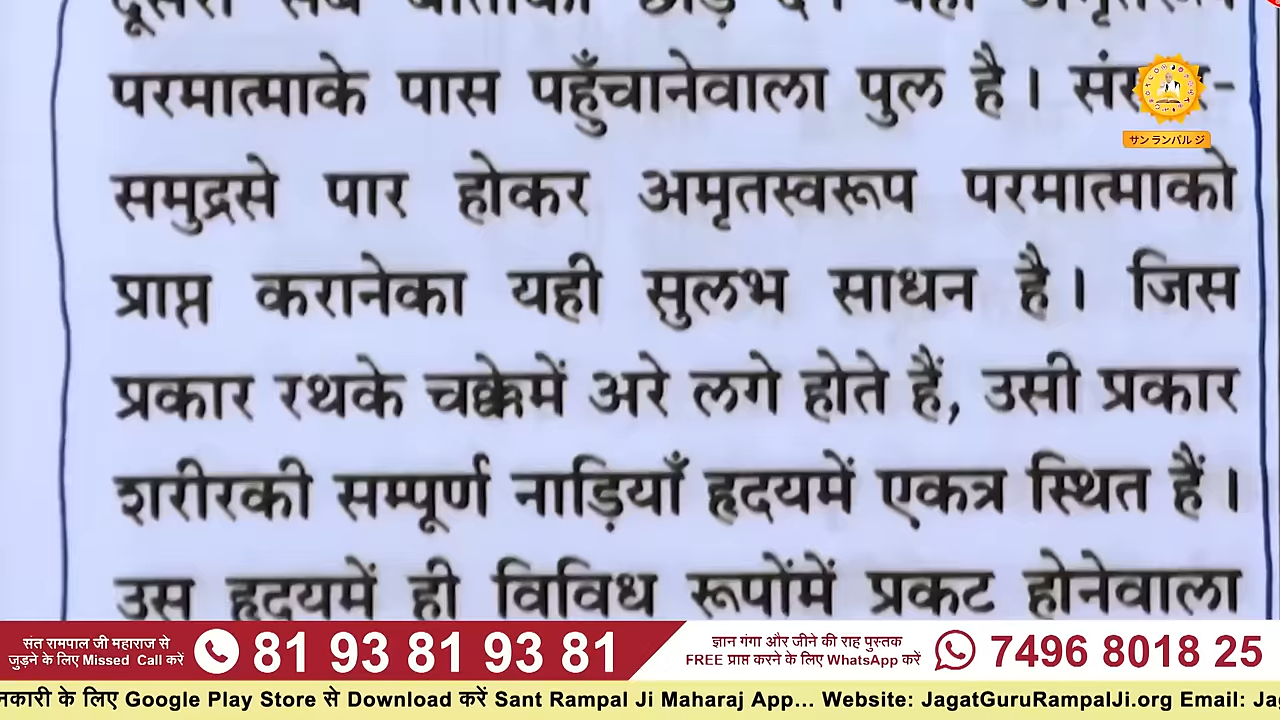 परमात्माके पास पहुँचानेवाला पुल है।
समुद्रसे पार होकर अमृतस्वरूप परमात्माको
प्राप्त करानेका यही सुलभ साधन है। जिस
प्रकार रथके चक्केमें अरे लगे होते हैं, उसी प्रकार
शरीरकी सम्पूर्ण नाड़ियाँ हृदयमें एकत्र स्थित हैं।
उस हृदयमें ही विविध रूपोंमें प्रकट होनेवाला
サン ランパル ジ
संत रामपाल जी महाराज से
जुड़ने के लिए Missed Call करें
81 93 81 93 81
ज्ञान गंगा और जीने की राह पुस्तक
FREE प्राप्त करने के लिए WhatsApp करें
7496 8018 25
के लिए Google Play Store से Download करें Sant Rampal Ji Maharaj App... Website: JagatGuruRampalJi.org Email: